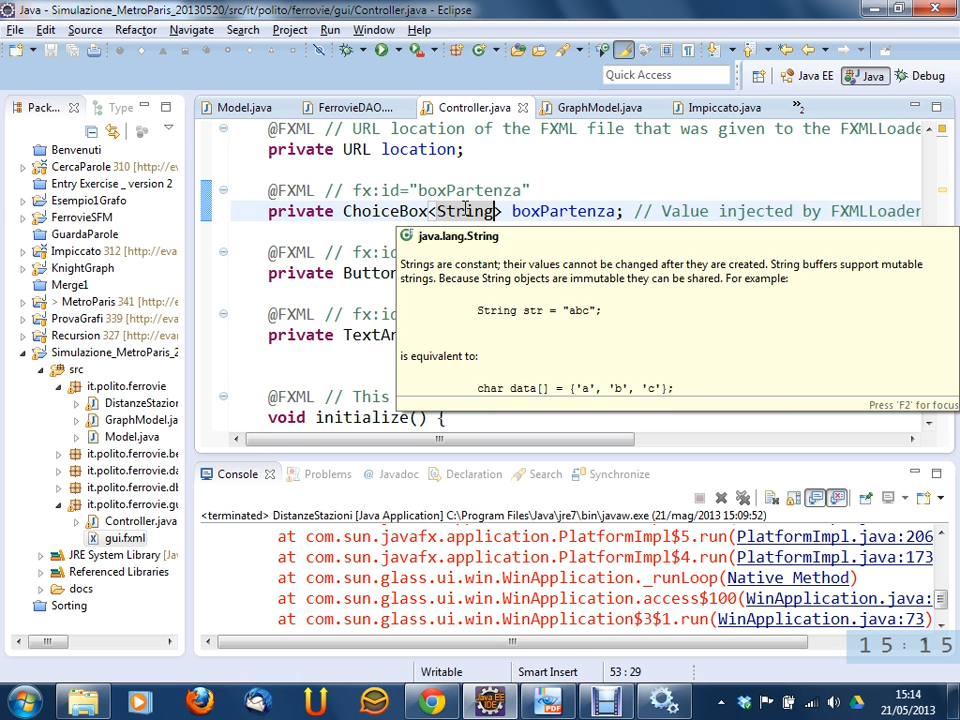 Java - Simulazione_MetroParis_20130520/src/it/polito/ferrovie/gui/Controller.java - Eclipse
File Edit Source Refactor Navigate Search Project Run Window Help
Quick Access
Java EE Java Debug
Pack... Type
Benvenuti
CercaParole 310 [http://ev
Entry Exercise _ version 2
Esempio1Grafo
FerrovieSFM
GuardaParole
Impiccato 312 [http://evar
KnightGraph
Merge1
> MetroParis 341 [http://e
ProvaGrafi 319 [http://eva
Recursion 327 [http://evar
Simulazione_MetroParis_2
src
it.polito.ferrovie
DistanzeStazion
GraphModel.ja
Model.java
it.polito.ferrovie.be
it.polito.ferrovie.da
it.polito.ferrovie.db
it.polito.ferrovie.gu
Controller.java
gui.fxml
JRE System Library [JavaSE
Referenced Libraries
docs
Sorting
Model.java FerrovieDAO.... Controller.java GraphModel.java Impiccato.java »2
@FXML // URL location of the FXML file that was given to the FXMLLoade
private URL location;
@FXML // fx:id="boxPartenza"
private ChoiceBox<String> boxPartenza; // Value injected by FXMLLoader
@FXML // fx:id
private Button
@FXML // fx:id
private TextAr
@FXML // This
void initialize() {
java.lang.String
Strings are constant; their values cannot be changed after they are created. String buffers support mutable
strings. Because String objects are immutable they can be shared. For example:
String str = "abc";
is equivalent to:
char data[] = {'a', 'b', 'c'};
Press 'F2' for focus
Console Problems Javadoc Declaration Search Synchronize
<terminated> DistanzeStazioni [Java Application] C:\Program Files\Java\jre7\bin\javaw.exe (21/mag/2013 15:09:52)
at com.sun.javafx.application.PlatformImpl$5.run(PlatformImpl.java:206
at com.sun.javafx.application.PlatformImpl$4.run(PlatformImpl.java:173
at com.sun.glass.ui.win.WinApplication._runLoop(Native Method)
at com.sun.glass.ui.win.WinApplication.access$100(WinApplication.java:
at com.sun.glass.ui.win.WinApplication$3$1.run(WinApplication.java:73)
15:15
Writable Smart Insert 53 : 29
15:14
21/05/2013